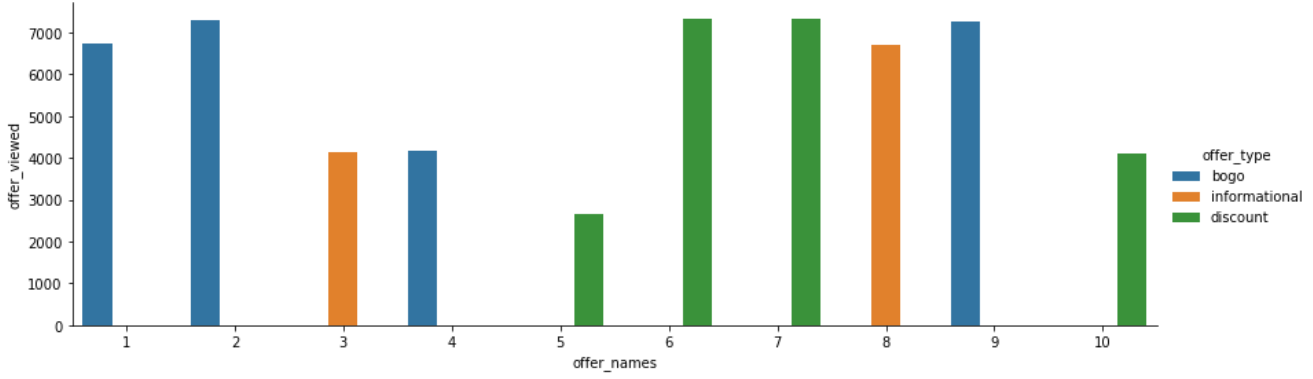 7000
6000
5000
4000
3000
2000
1000
0
offer_viewed
1 2 3 4 5 6 7 8 9 10
offer_names
offer_type
bogo
informational
discount